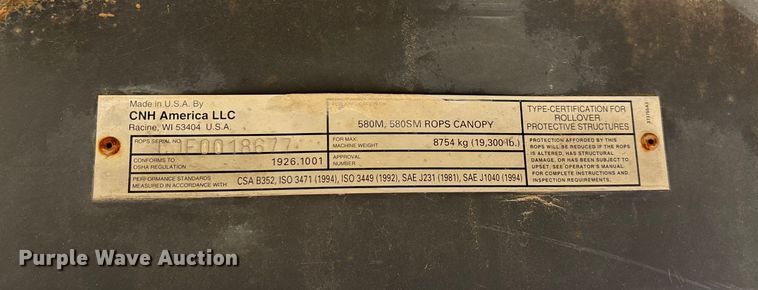 Made in U.S.A. By
CNH America LLC
Racine, WI 53404 U.S.A.
ROPS SERIAL NO.
CONFORMS TO
OSHA REGULATION
1926.1001
580M, 580SM ROPS CANOPY
FOR MAX.
MACHINE WEIGHT
8754 kg (19,300 lb.)
APPROVAL
NUMBER
PERFORMANCE STANDARDS
MEASURED IN ACCORDANCE WITH
CSA B352, ISO 3471 (1994), ISO 3449 (1992), SAE J231 (1981), SAE J1040 (1994)
TYPE-CERTIFICATION FOR
ROLLOVER
PROTECTIVE STRUCTURES
PROTECTION AFFORDED BY THIS
ROPS WILL BE REDUCED IF THE ROPS
IS ALTERED, HAS STRUCTURAL
DAMAGE, OR HAS BEEN SUBJECT TO
UPSET. SEE OPERATOR'S MANUAL
FOR COMPLETE INSTRUCTIONS AND
INSPECTION REQUIREMENTS.
Purple Wave Auction